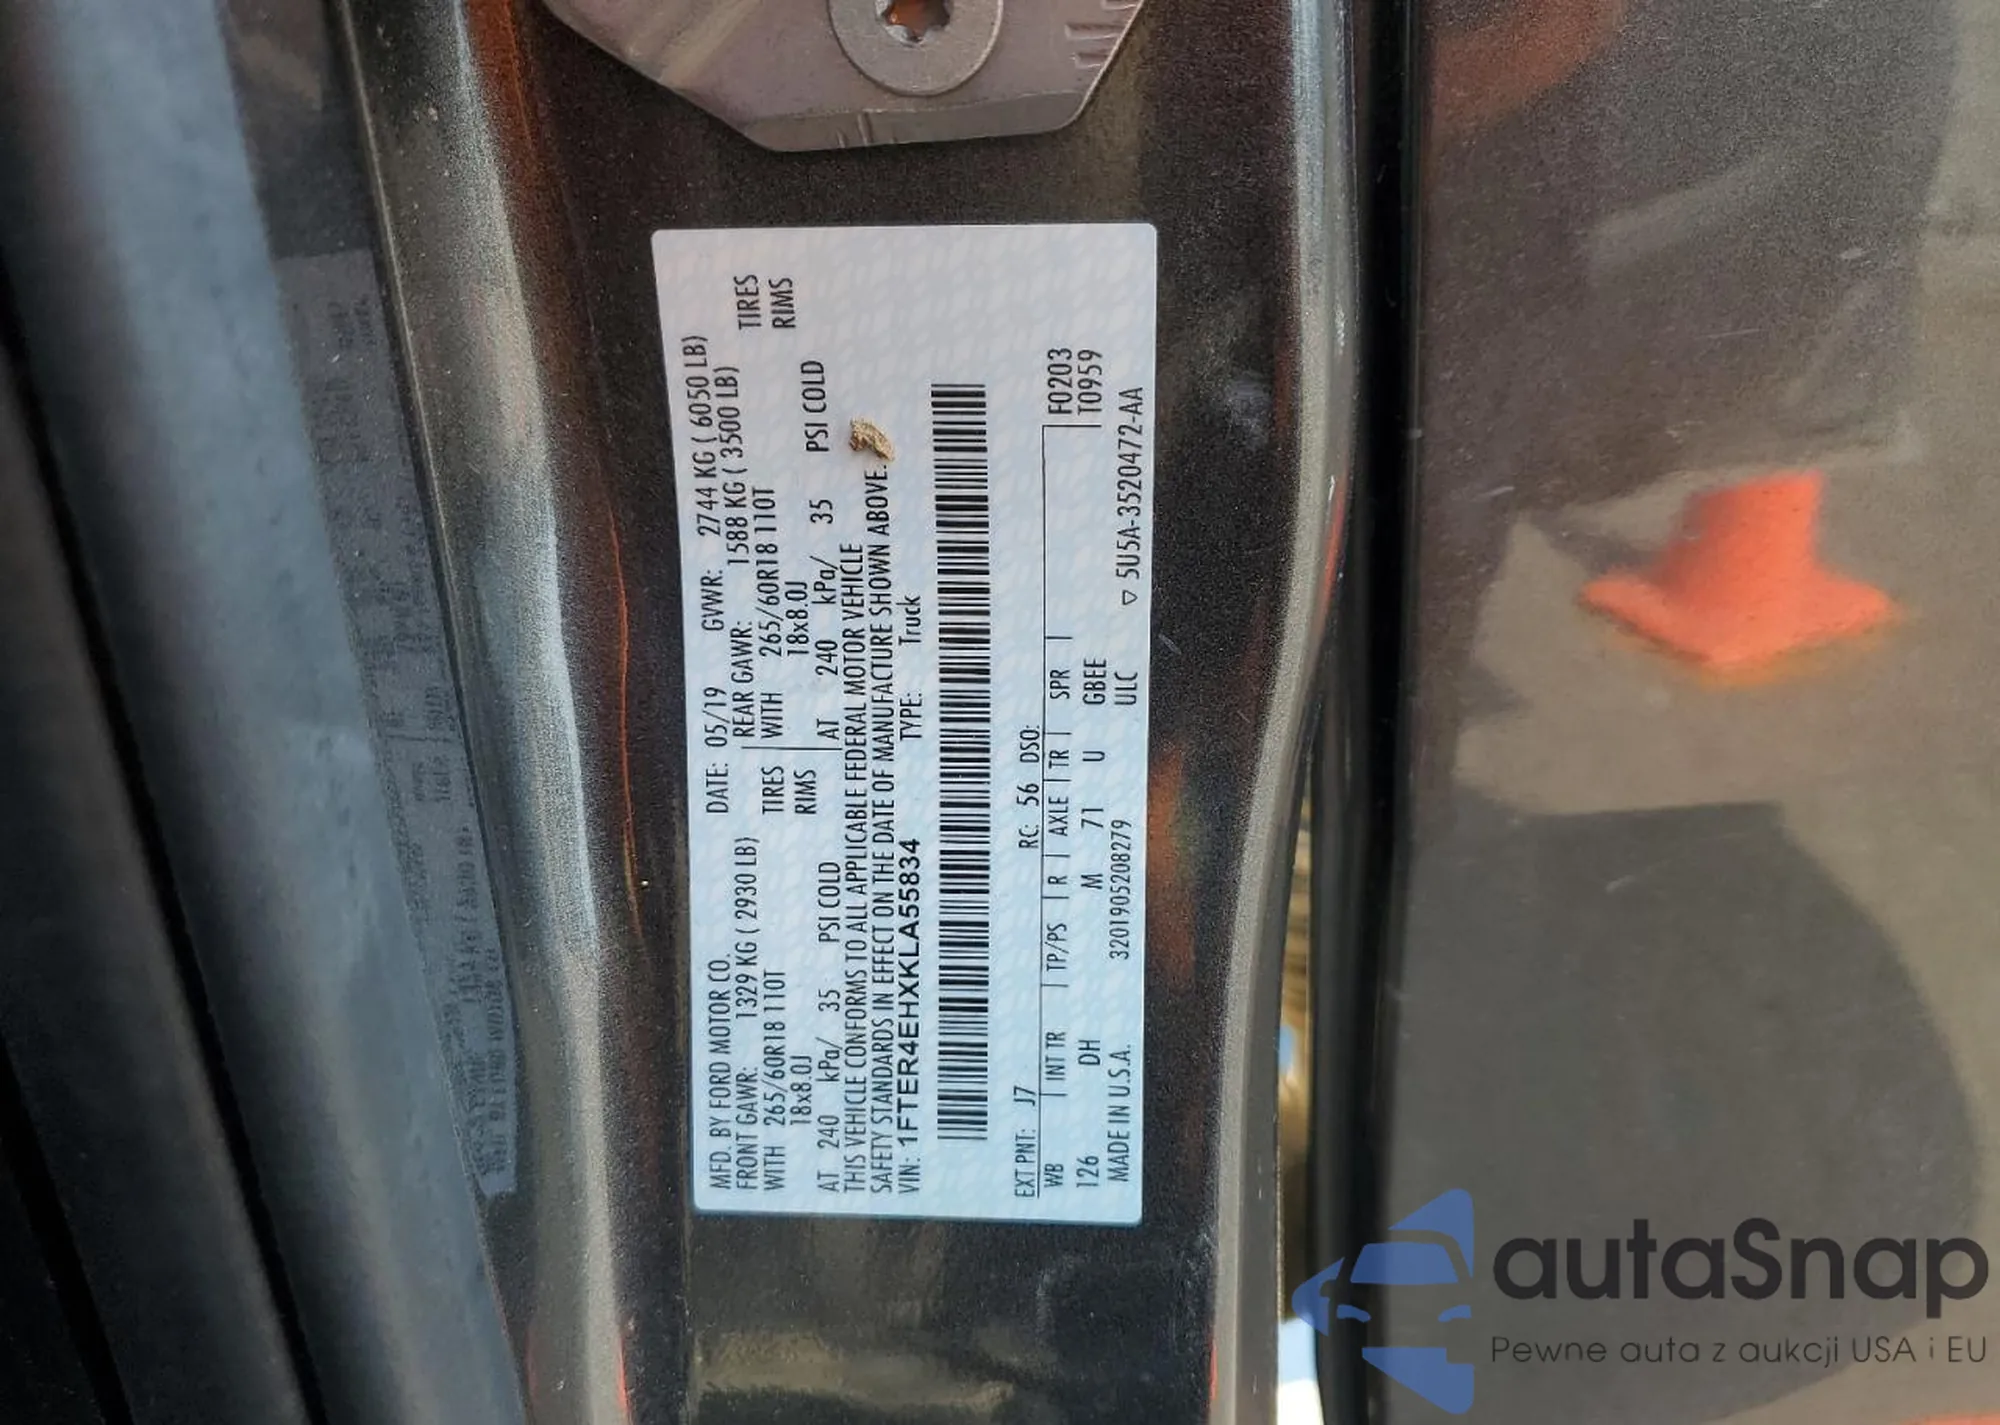 MFD. BY FORD MOTOR CO. DATE: 05/19 GVWR: 2744 KG ( 6050 LB)
FRONT GAWR: 1329 KG ( 2930 LB) REAR GAWR: 1588 KG ( 3500 LB)
WITH 265/60R18 110T TIRES WITH 265/60R18 110T TIRES
18x8.0J RIMS 18x8.0J RIMS
AT 240 kPa/ 35 PSI COLD AT 240 kPa/ 35 PSI COLD
THIS VEHICLE CONFORMS TO ALL APPLICABLE FEDERAL MOTOR VEHICLE
SAFETY STANDARDS IN EFFECT ON THE DATE OF MANUFACTURE SHOWN ABOVE.
VIN: 1FTER4EHXKLA55834 TYPE: Truck
EXT PNT: J7 RC: 56 DSO:
WB INT TR TP/PS R AXLE TR SPR F0203
126 DH M 71 U GBEE T0959
MADE IN U.S.A. 3201905208279 ULC ▽ 5U5A-3520472-AA
autaSnap
Pewne auta z aukcji USA i EU